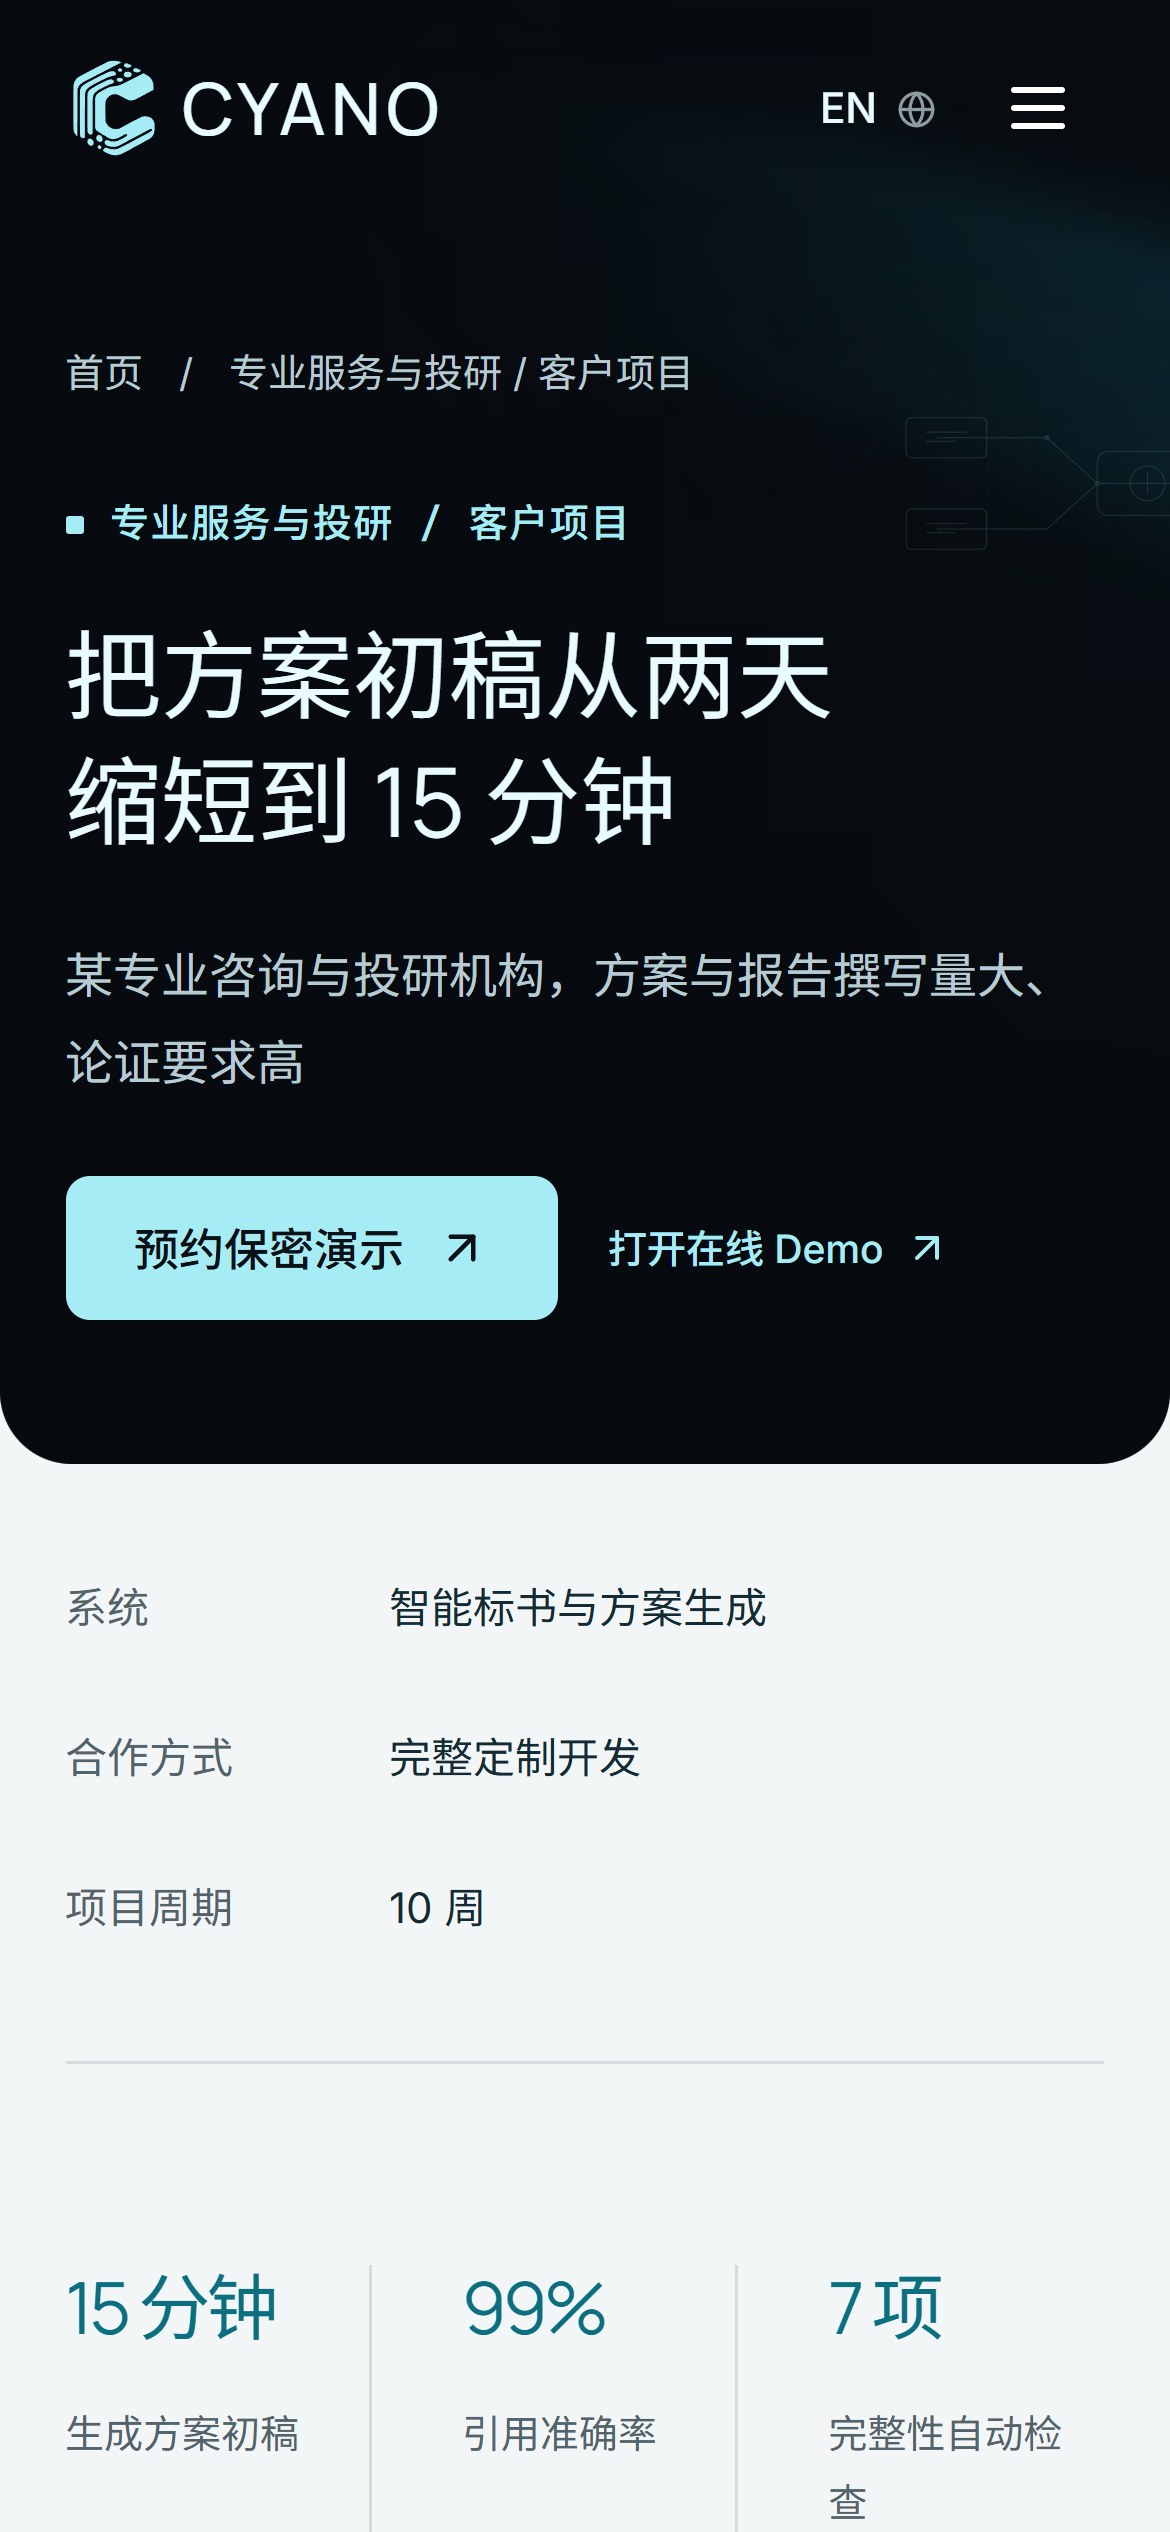 CYANO
EN
首页 / 专业服务与投研 / 客户项目
专业服务与投研 / 客户项目
把方案初稿从两天
缩短到 15 分钟
某专业咨询与投研机构，方案与报告撰写量大、
论证要求高
预约保密演示
打开在线 Demo
系统 智能标书与方案生成
合作方式 完整定制开发
项目周期 10 周
15 分钟
生成方案初稿
99%
引用准确率
7 项
完整性自动检
查